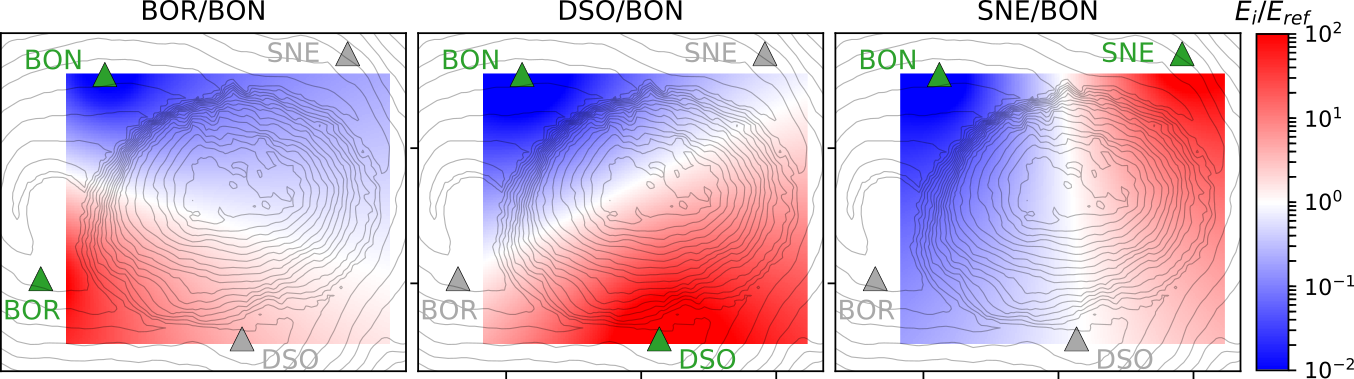 BOR/BON
DSO/BON
SNE/BON
E_i/E_ref
BON
SNE
BOR
DSO
BON
SNE
BOR
DSO
BON
SNE
BOR
DSO
10^2
10^1
10^0
10^−1
10^−2